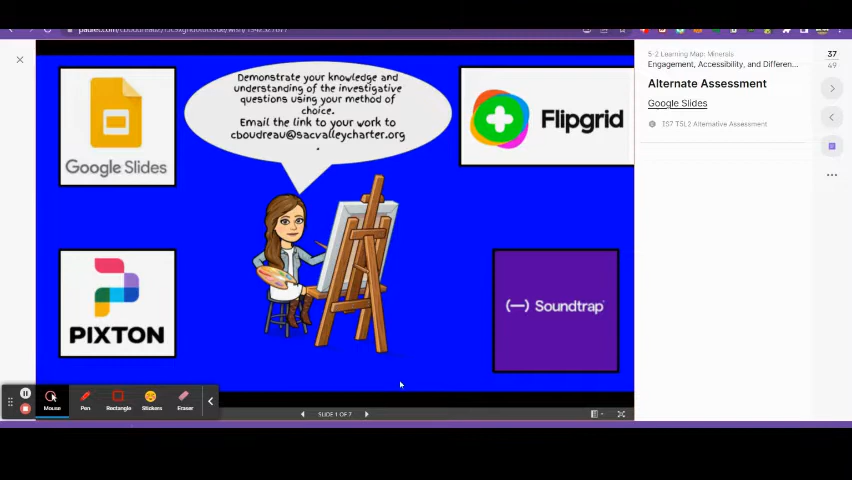 5-2 Learning Map: Minerals
Engagement, Accessibility, and Differen...
37
49
Alternate Assessment
Google Slides
IS7 T5L2 Alternative Assessment
Google Slides
Demonstrate your knowledge and
understanding of the investigative
questions using your method of
choice.
Email the link to your work to
cboudreau@sacvalleycharter.org
.
Flipgrid
PIXTON
Soundtrap
Mouse
Pen
Rectangle
Stickers
Eraser
SLIDE 1 OF 7